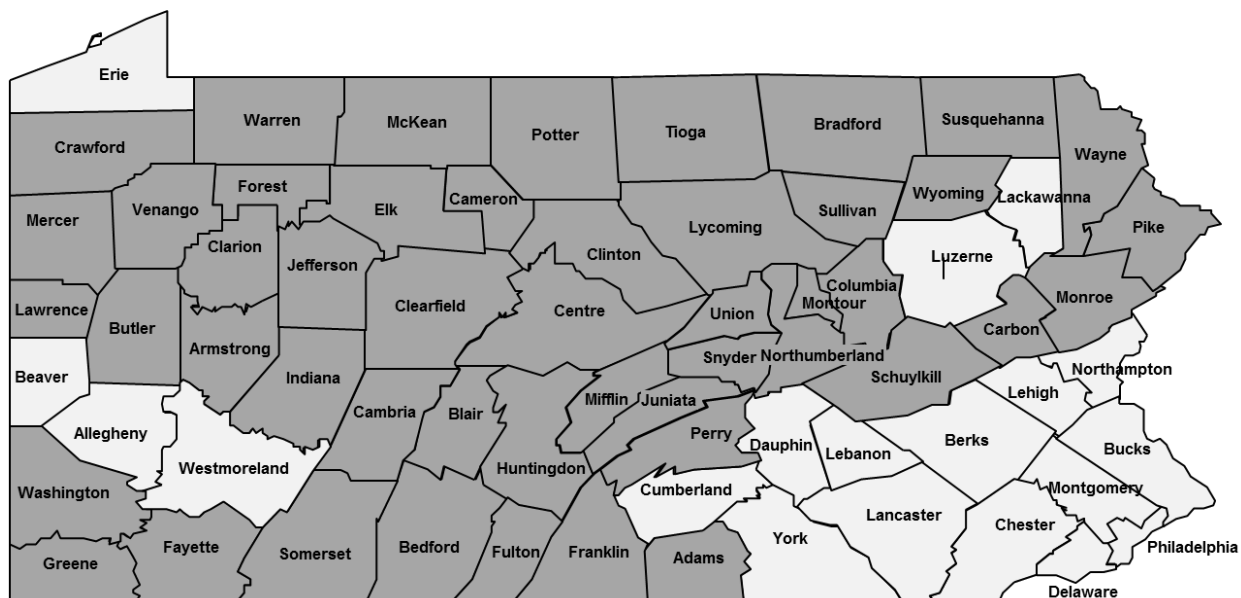 Erie
Warren
McKean
Potter
Tioga
Bradford
Susquehanna
Crawford
Wayne
Forest
Cameron
Wyoming
Lackawanna
Mercer
Venango
Elk
Sullivan
Clarion
Lycoming
Pike
Jefferson
Clinton
Luzerne
Lawrence
Clearfield
Centre
Columbia
Montour
Monroe
Butler
Union
Carbon
Armstrong
Snyder
Northumberland
Beaver
Indiana
Schuylkill
Northampton
Lehigh
Mifflin
Juniata
Cambria
Blair
Allegheny
Perry
Dauphin
Berks
Bucks
Lebanon
Westmoreland
Huntingdon
Washington
Cumberland
Montgomery
Lancaster
Chester
York
Philadelphia
Greene
Fayette
Somerset
Bedford
Fulton
Franklin
Adams
Delaware